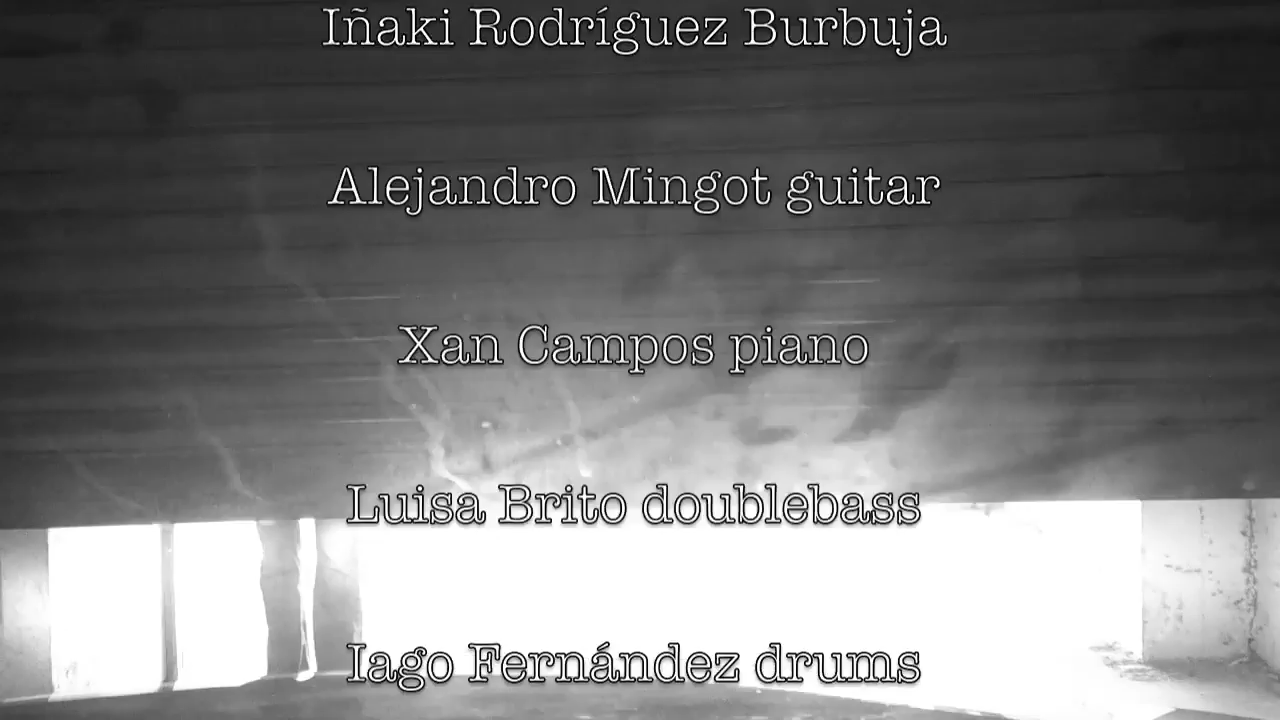 Iñaki Rodríguez Burbuja
Alejandro Mingot guitar
Xan Campos piano
Luisa Brito doublebass
Iago Fernández drums